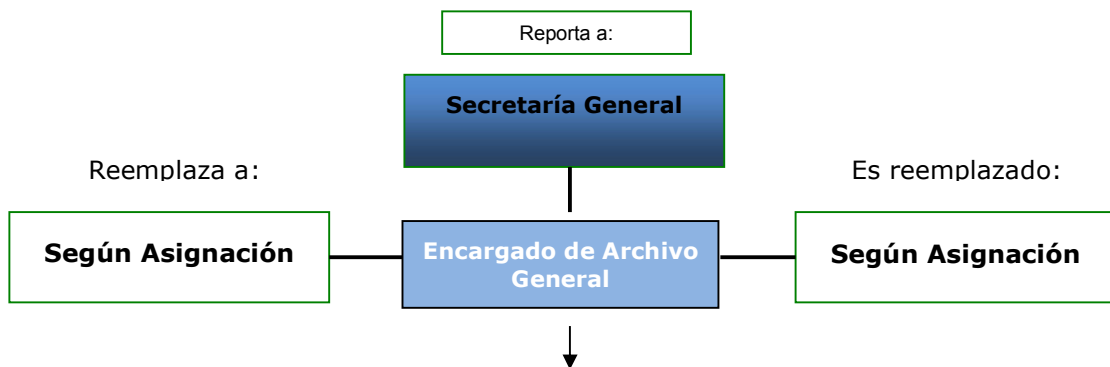 Reporta a:
Secretaría General
Reemplaza a:
Es reemplazado:
Según Asignación
Encargado de Archivo
General
Según Asignación